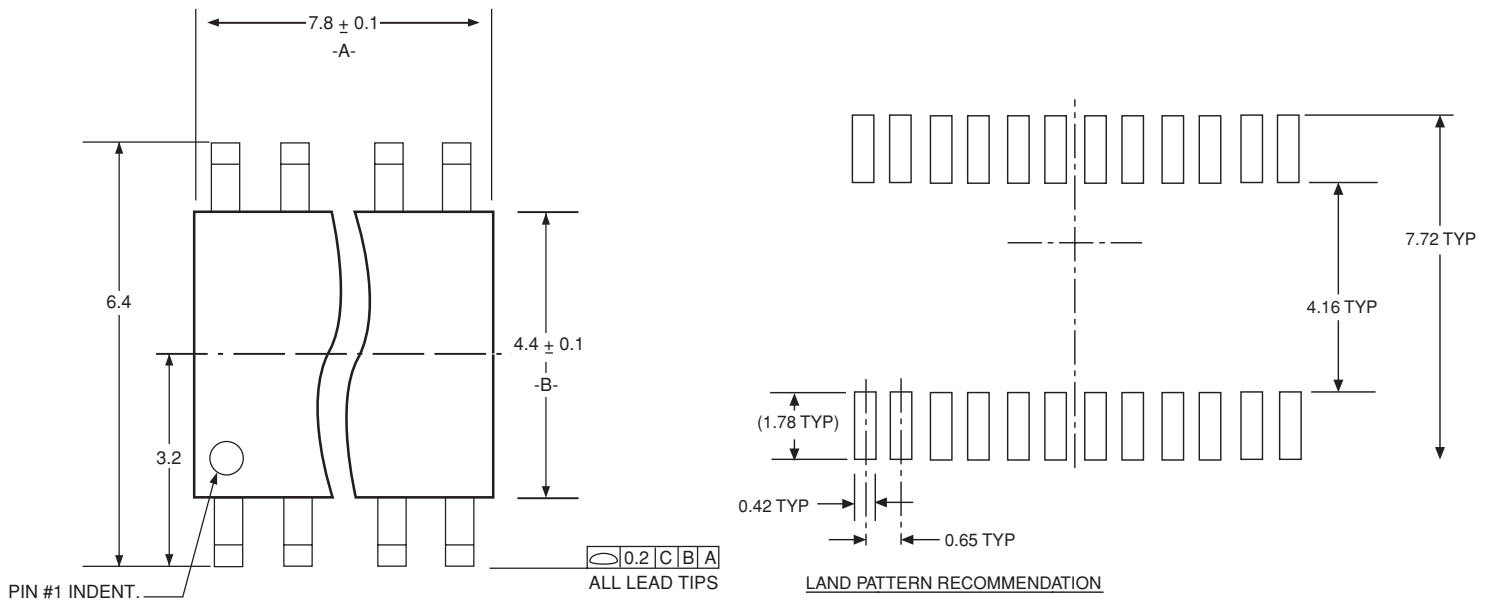 7.8 ± 0.1
-A-
6.4
3.2
4.4 ± 0.1
-B-
PIN #1 INDENT.
0.2 C B A
ALL LEAD TIPS
7.72 TYP
4.16 TYP
(1.78 TYP)
0.42 TYP
0.65 TYP
LAND PATTERN RECOMMENDATION